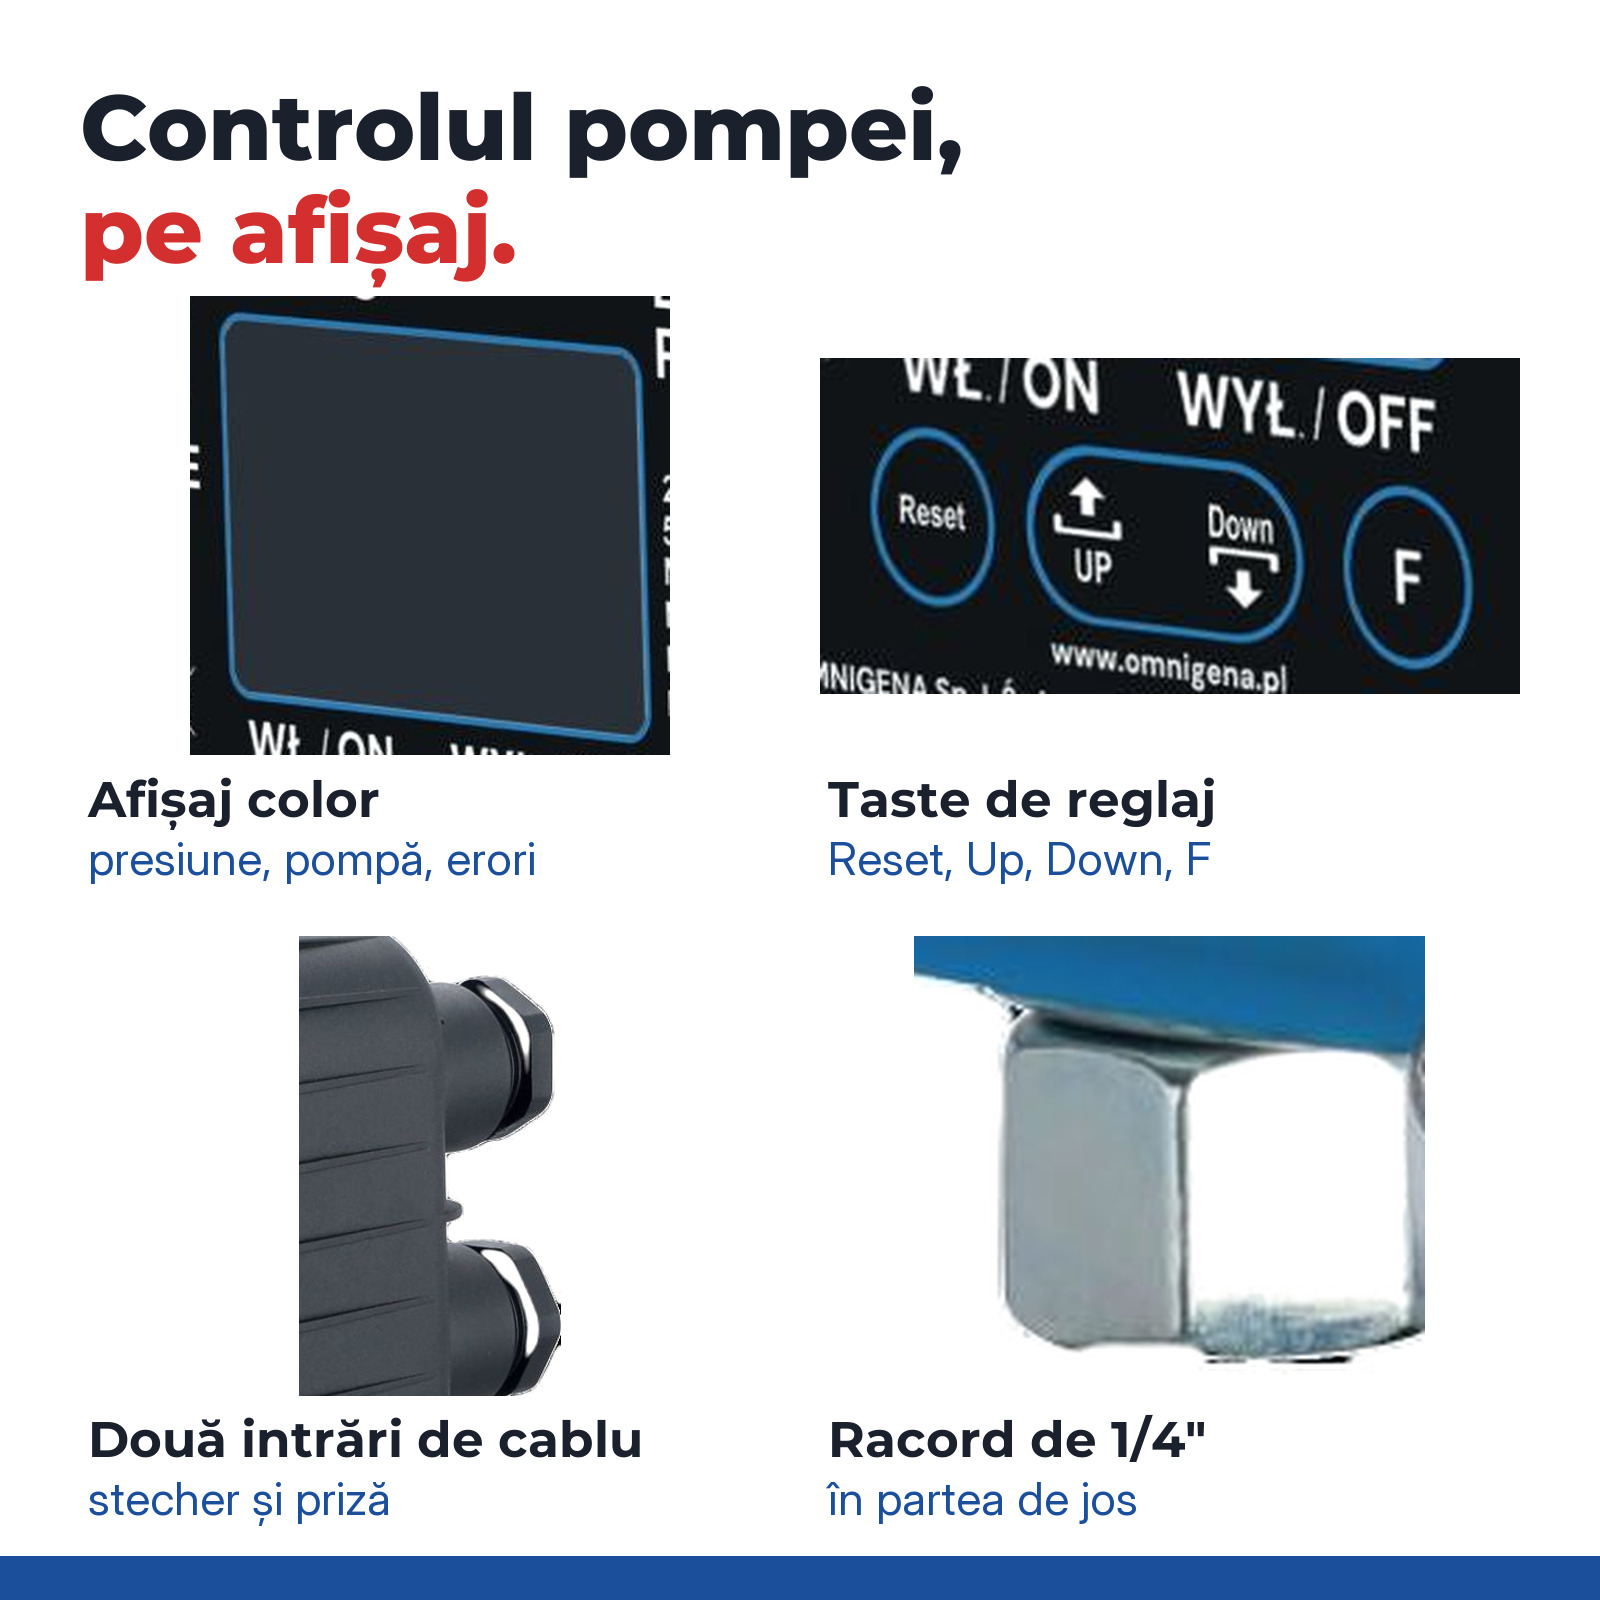 Controlul pompei,
pe afișaj.
WŁ./ON WYŁ./OFF
Reset
UP
Down
F
www.omnigena.pl
Afișaj color
presiune, pompă, erori
Taste de reglaj
Reset, Up, Down, F
Două intrări de cablu
stecher și priză
Racord de 1/4"
în partea de jos